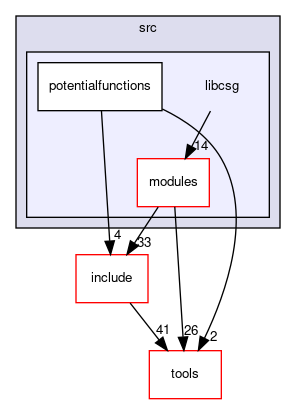 src
potentialfunctions
libcsg
14
modules
4
33
include
41
26
2
tools